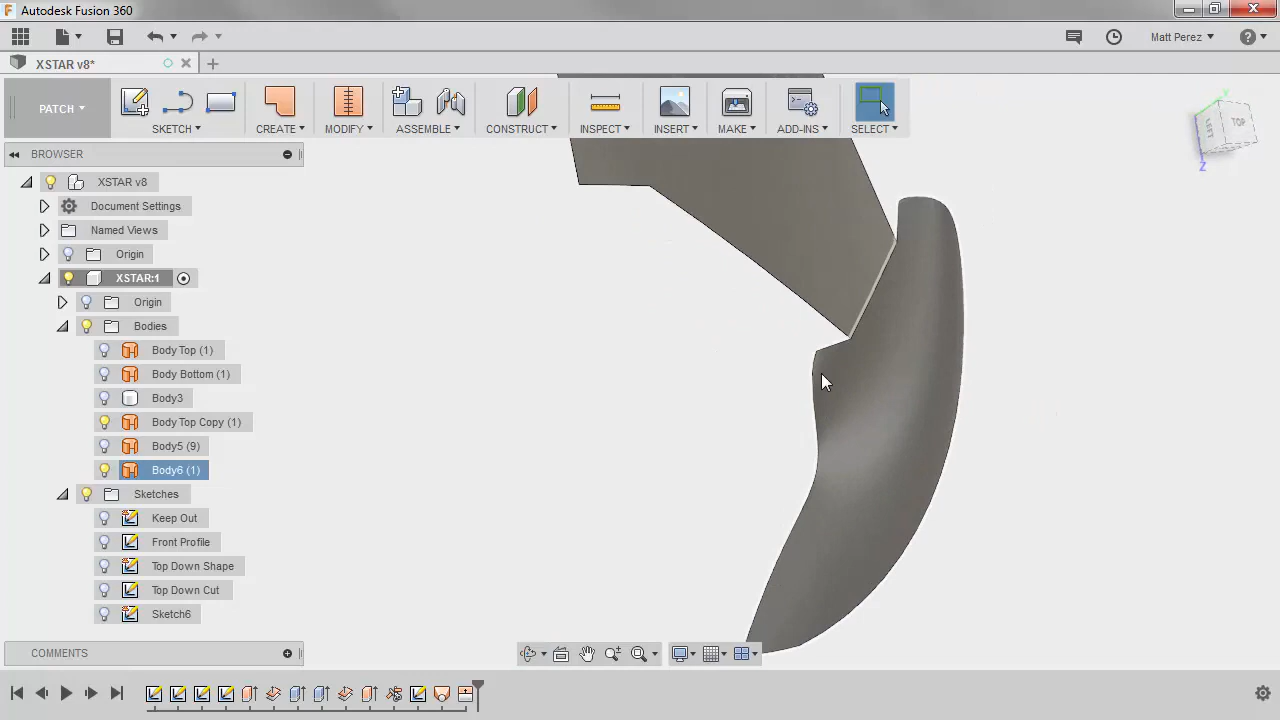 Autodesk Fusion 360
Matt Perez
XSTAR v8*
PATCH
SKETCH
CREATE
MODIFY
ASSEMBLE
CONSTRUCT
INSPECT
INSERT
MAKE
ADD-INS
SELECT
LEFT
TOP
Y
Z
BROWSER
XSTAR v8
Document Settings
Named Views
Origin
XSTAR:1
Origin
Bodies
Body Top (1)
Body Bottom (1)
Body3
Body Top Copy (1)
Body5 (9)
Body6 (1)
Sketches
Keep Out
Front Profile
Top Down Shape
Top Down Cut
Sketch6
COMMENTS